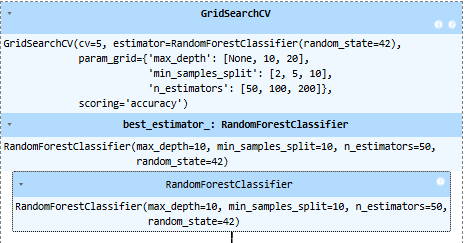 GridSearchCV
GridSearchCV(cv=5, estimator=RandomForestClassifier(random_state=42),
param_grid={'max_depth': [None, 10, 20],
'min_samples_split': [2, 5, 10],
'n_estimators': [50, 100, 200]},
scoring='accuracy')
best_estimator_: RandomForestClassifier
RandomForestClassifier(max_depth=10, min_samples_split=10, n_estimators=50,
random_state=42)
RandomForestClassifier
RandomForestClassifier(max_depth=10, min_samples_split=10, n_estimators=50,
random_state=42)